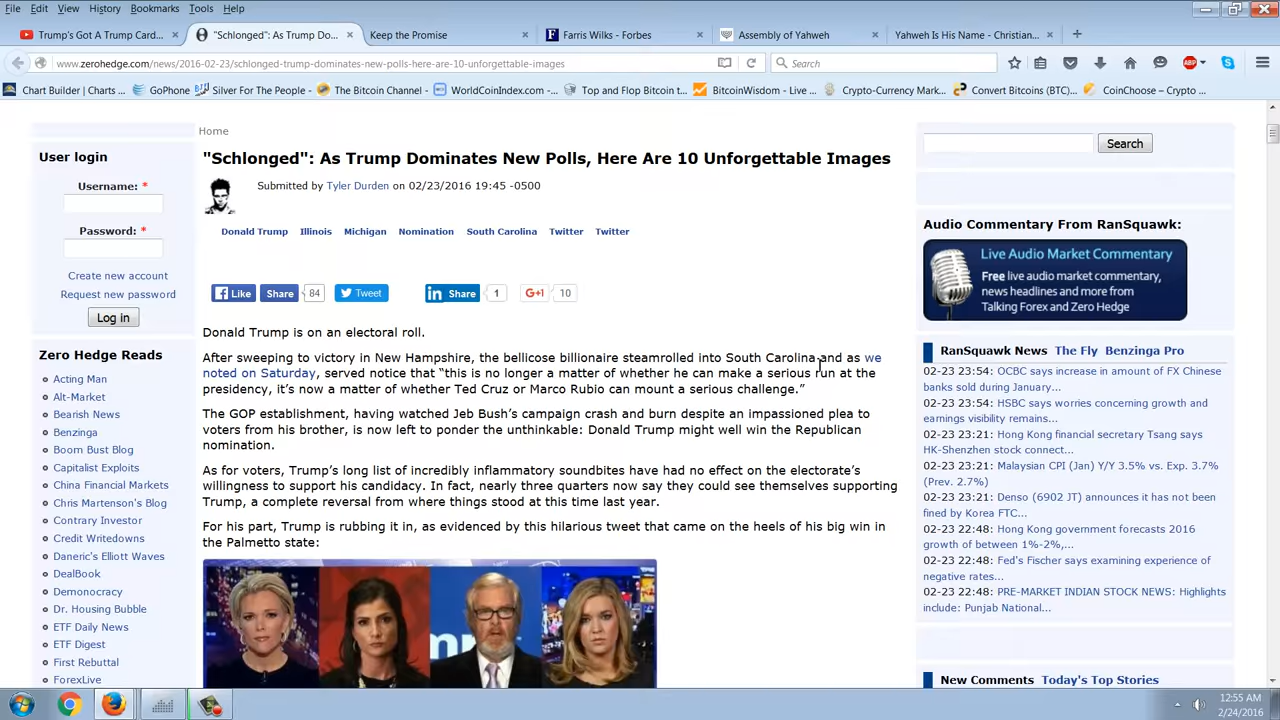 File Edit View History Bookmarks Tools Help
Trump's Got A Trump Card...
"Schlonged": As Trump Do...
Keep the Promise
Farris Wilks - Forbes
Assembly of Yahweh
Yahweh Is His Name - Christian...
www.zerohedge.com/news/2016-02-23/schlonged-trump-dominates-new-polls-here-are-10-unforgettable-images
Search
Chart Builder | Charts ...
GoPhone
Silver For The People -
The Bitcoin Channel -
WorldCoinIndex.com -...
Top and Flop Bitcoin t...
BitcoinWisdom - Live ...
Crypto-Currency Mark...
Convert Bitcoins (BTC)...
CoinChoose – Crypto ...
User login
Username: *
Password: *
Create new account
Request new password
Log in
Zero Hedge Reads
Acting Man
Alt-Market
Bearish News
Benzinga
Boom Bust Blog
Capitalist Exploits
China Financial Markets
Chris Martenson's Blog
Contrary Investor
Credit Writedowns
Daneric's Elliott Waves
DealBook
Demonocracy
Dr. Housing Bubble
ETF Daily News
ETF Digest
First Rebuttal
ForexLive
Home
"Schlonged": As Trump Dominates New Polls, Here Are 10 Unforgettable Images
Submitted by Tyler Durden on 02/23/2016 19:45 -0500
Donald Trump Illinois Michigan Nomination South Carolina Twitter Twitter
Like Share 84 Tweet in Share 1 G+1 10
Donald Trump is on an electoral roll.
After sweeping to victory in New Hampshire, the bellicose billionaire steamrolled into South Carolina and as we
noted on Saturday, served notice that “this is no longer a matter of whether he can make a serious run at the
presidency, it’s now a matter of whether Ted Cruz or Marco Rubio can mount a serious challenge.”
The GOP establishment, having watched Jeb Bush’s campaign crash and burn despite an impassioned plea to
voters from his brother, is now left to ponder the unthinkable: Donald Trump might well win the Republican
nomination.
As for voters, Trump’s long list of incredibly inflammatory soundbites have had no effect on the electorate’s
willingness to support his candidacy. In fact, nearly three quarters now say they could see themselves supporting
Trump, a complete reversal from where things stood at this time last year.
For his part, Trump is rubbing it in, as evidenced by this hilarious tweet that came on the heels of his big win in
the Palmetto state:
Search
Audio Commentary From RanSquawk:
Live Audio Market Commentary
Free live audio market commentary,
news headlines and more from
Talking Forex and Zero Hedge
RanSquawk News The Fly Benzinga Pro
02-23 23:54: OCBC says increase in amount of FX Chinese
banks sold during January...
02-23 23:54: HSBC says worries concerning growth and
earnings visibility remains...
02-23 23:21: Hong Kong financial secretary Tsang says
HK-Shenzhen stock connect...
02-23 23:21: Malaysian CPI (Jan) Y/Y 3.5% vs. Exp. 3.7%
(Prev. 2.7%)
02-23 23:21: Denso (6902 JT) announces it has not been
fined by Korea FTC...
02-23 22:48: Hong Kong government forecasts 2016
growth of between 1%-2%,...
02-23 22:48: Fed's Fischer says examining experience of
negative rates...
02-23 22:48: PRE-MARKET INDIAN STOCK NEWS: Highlights
include: Punjab National...
New Comments Today's Top Stories
12:55 AM
2/24/2016